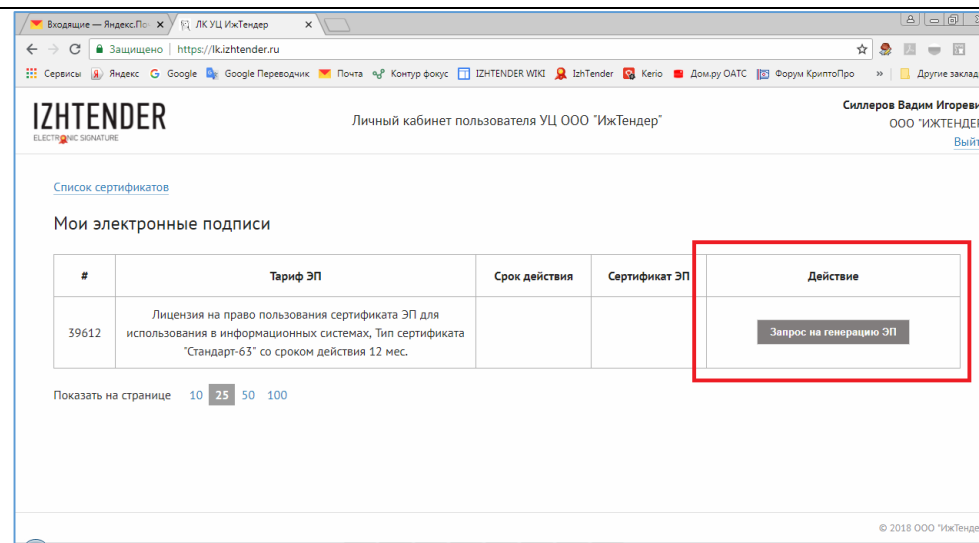 Входящие — Яндекс.По
ЛК УЦ ИжТендер
Защищено | https://lk.izhtender.ru
Сервисы Яндекс Google Google Переводчик Почта Контур фокус IZHTENDER WIKI IzhTender Kerio Дом.ру ОАТС Форум КриптоПро » Другие заклад
IZHTENDER
ELECTRONIC SIGNATURE
Личный кабинет пользователя УЦ ООО "ИжТендер"
Силлеров Вадим Игореви
ООО "ИЖТЕНДЕР
Выйт
Список сертификатов
Мои электронные подписи
# Тариф ЭП Срок действия Сертификат ЭП Действие
39612
Лицензия на право пользования сертификата ЭП для
использования в информационных системах, Тип сертификата
"Стандарт-63" со сроком действия 12 мес.
Запрос на генерацию ЭП
Показать на странице 10 25 50 100
© 2018 ООО "ИжТенде